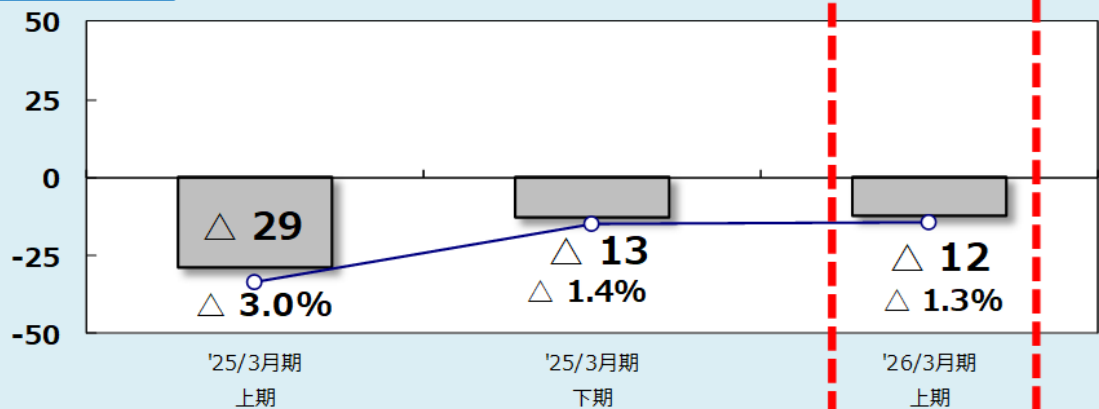 50
25
0
-25
-50
△ 29
△ 3.0%
△ 13
△ 1.4%
△ 12
△ 1.3%
'25/3月期
上期
'25/3月期
下期
'26/3月期
上期